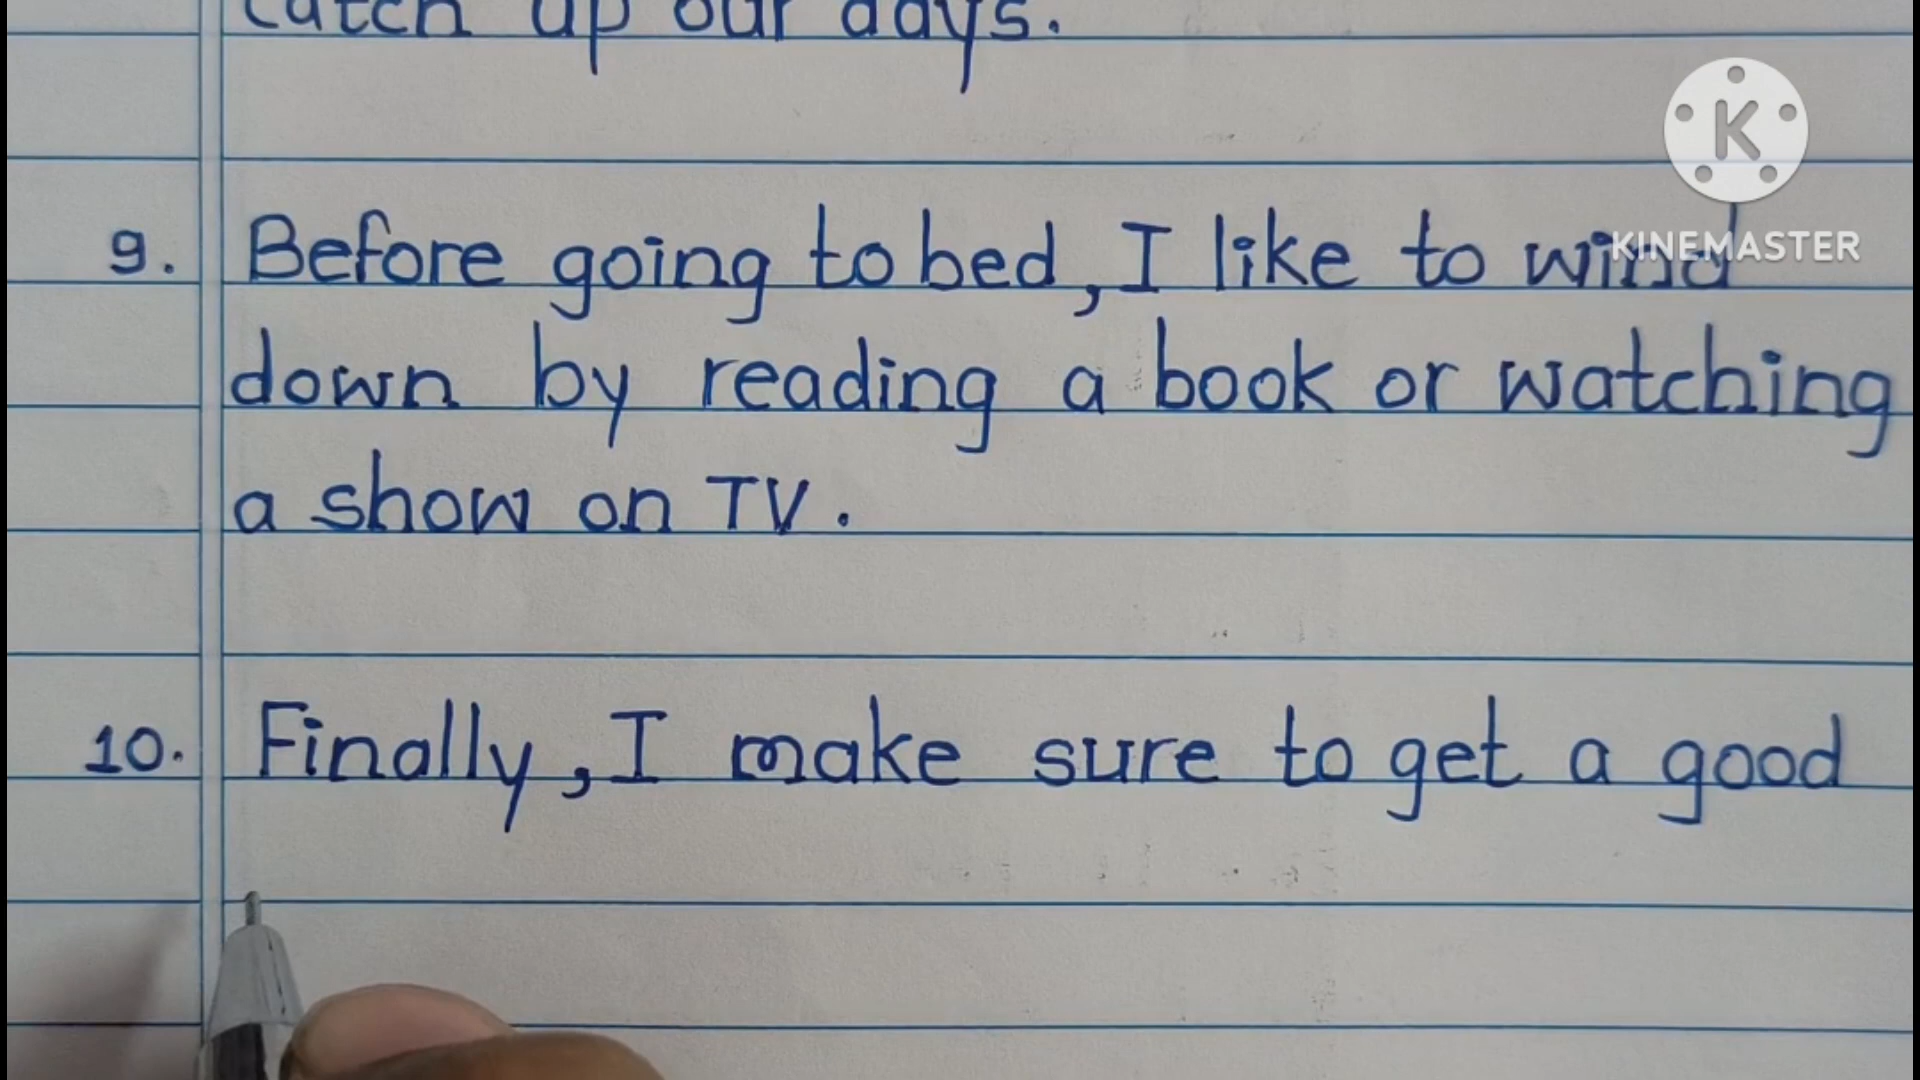 catch up our days.
K
KINEMASTER
9. Before going to bed, I like to wind
down by reading a book or watching
a show on TV.
10. Finally, I make sure to get a good